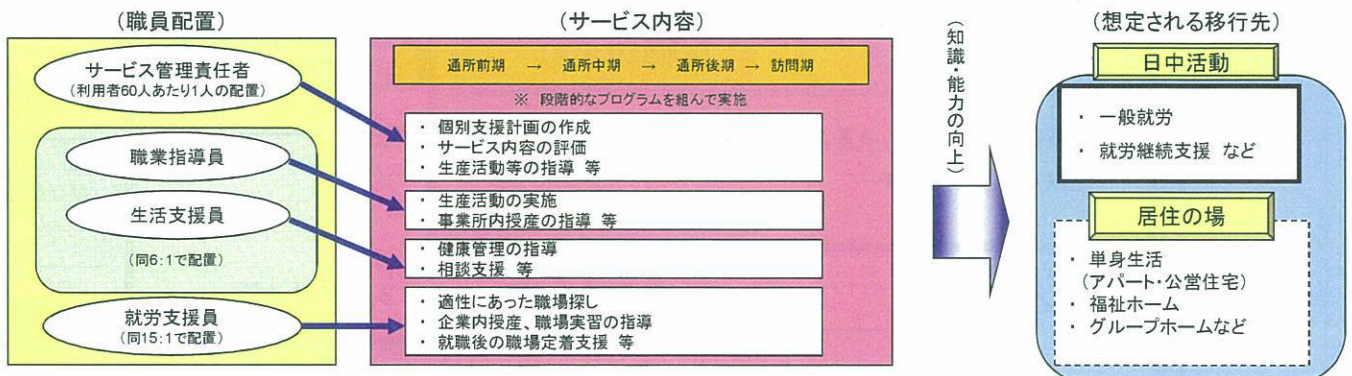 (職員配置)
サービス管理責任者
(利用者60人あたり1人の配置)
職業指導員
生活支援員
(同6:1で配置)
就労支援員
(同15:1で配置)
(サービス内容)
通所前期 → 通所中期 → 通所後期 → 訪問期
※ 段階的なプログラムを組んで実施
・ 個別支援計画の作成
・ サービス内容の評価
・ 生産活動等の指導 等
・ 生産活動の実施
・ 事業所内授産の指導 等
・ 健康管理の指導
・ 相談支援 等
・ 適性にあった職場探し
・ 企業内授産、職場実習の指導
・ 就職後の職場定着支援 等
(知識・能力の向上)
(想定される移行先)
日中活動
・ 一般就労
・ 就労継続支援 など
居住の場
・ 単身生活
(アパート・公営住宅)
・ 福祉ホーム
・ グループホームなど